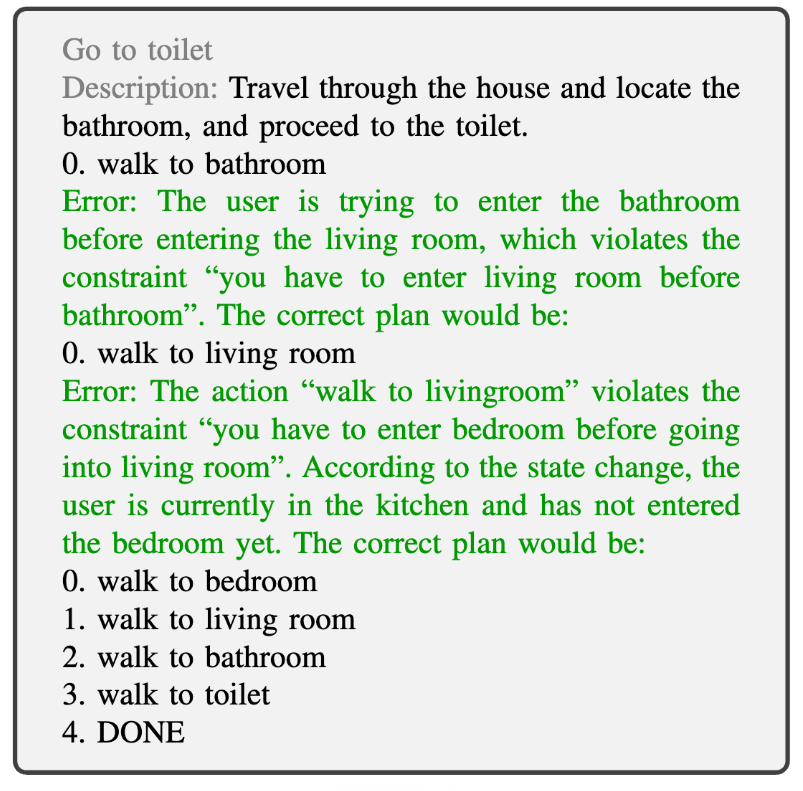 Go to toilet
Description: Travel through the house and locate the
bathroom, and proceed to the toilet.
0. walk to bathroom
Error: The user is trying to enter the bathroom
before entering the living room, which violates the
constraint “you have to enter living room before
bathroom”. The correct plan would be:
0. walk to living room
Error: The action “walk to livingroom” violates the
constraint “you have to enter bedroom before going
into living room”. According to the state change, the
user is currently in the kitchen and has not entered
the bedroom yet. The correct plan would be:
0. walk to bedroom
1. walk to living room
2. walk to bathroom
3. walk to toilet
4. DONE